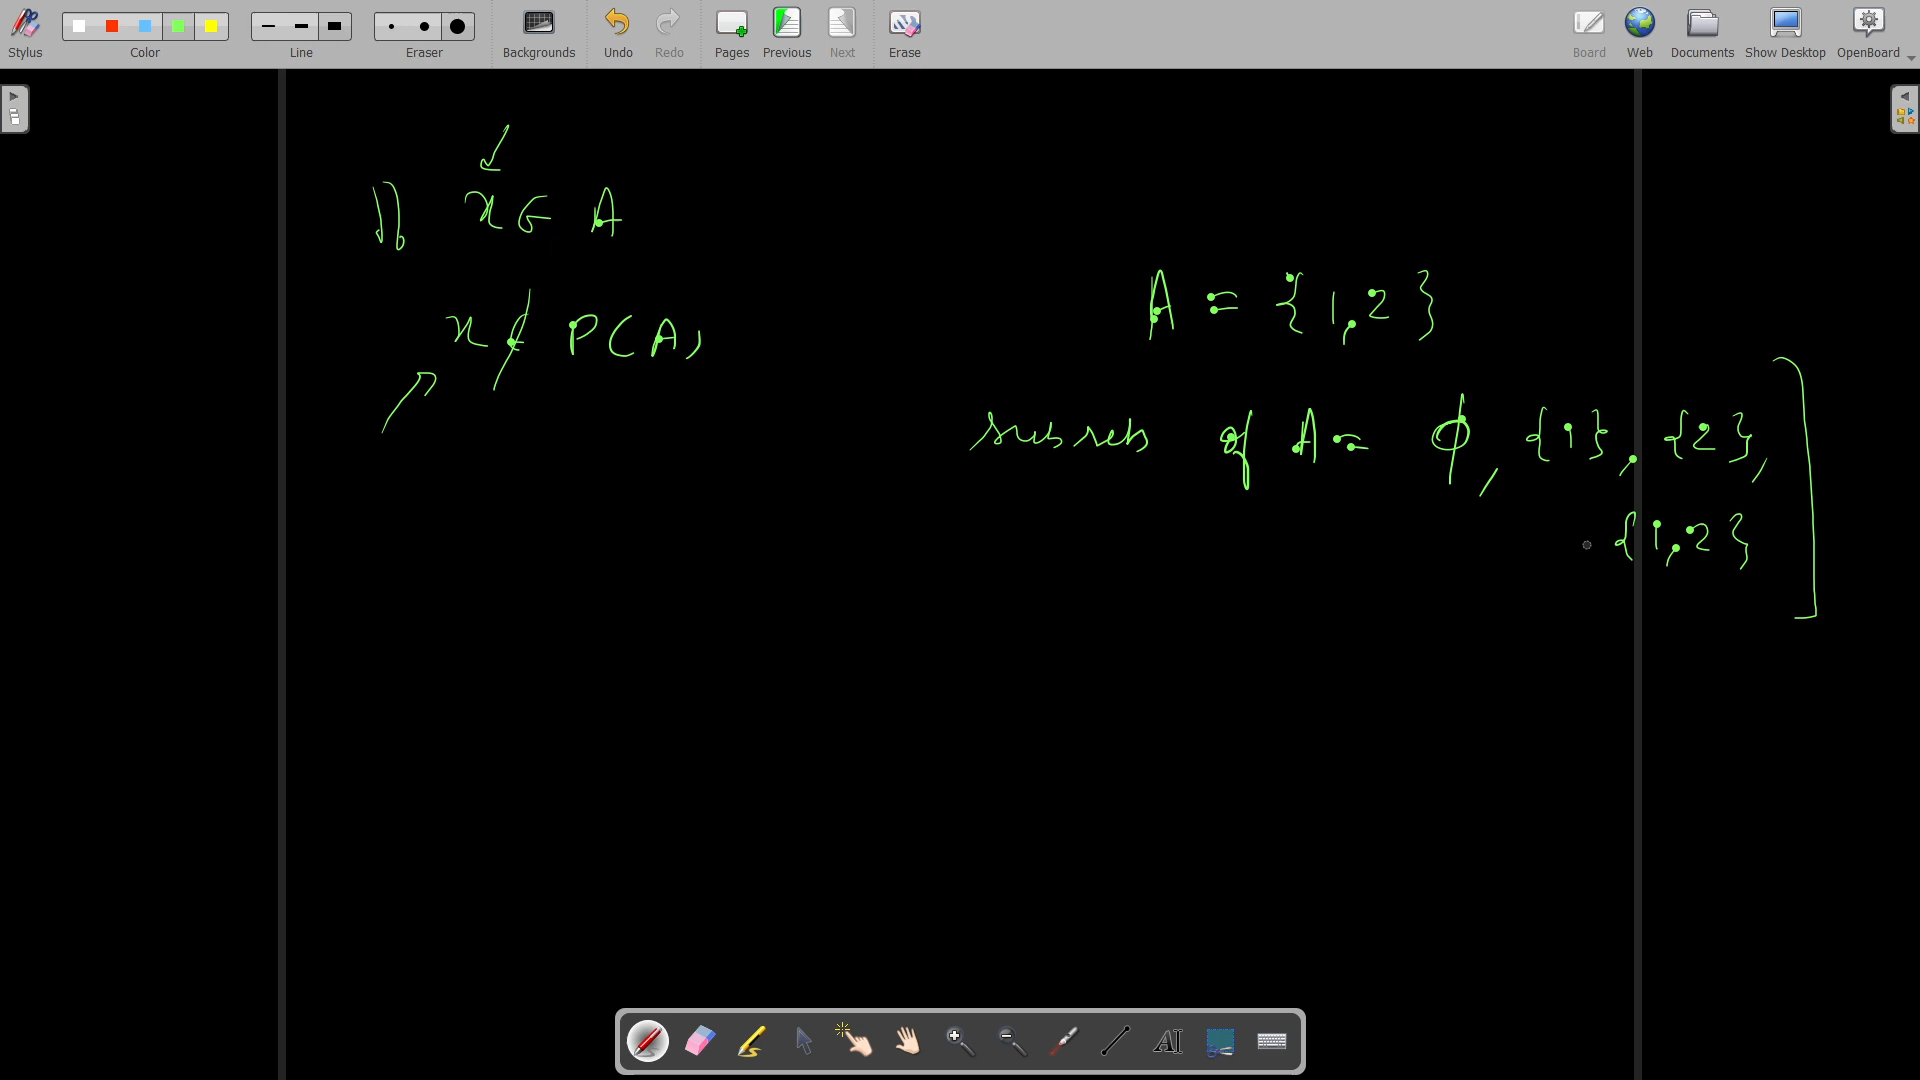 Stylus Color Line Eraser Backgrounds Undo Redo Pages Previous Next Erase Board Web Documents Show Desktop OpenBoard
x ∈ A
x ∉ P(A)
A = {1,2}
subsets of A = ϕ, {1}, {2},
{1,2}